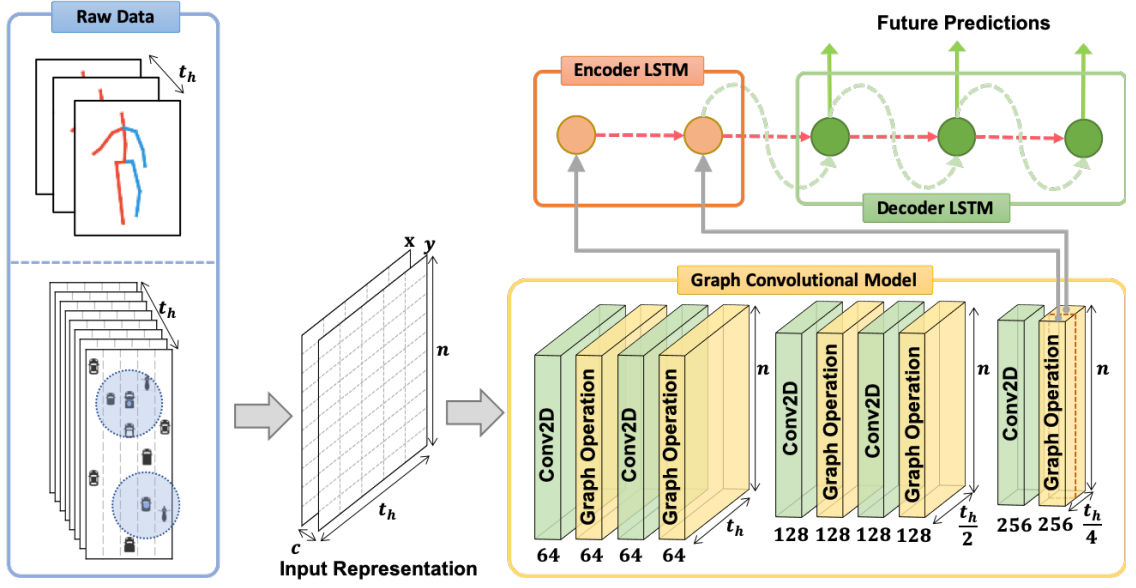 Raw Data
t_h
t_h
x
y
n
t_h
c
Input Representation
Future Predictions
Encoder LSTM
Decoder LSTM
Graph Convolutional Model
Conv2D
Graph Operation
Conv2D
Graph Operation
n
t_h
64 64 64 64
Conv2D
Graph Operation
Conv2D
Graph Operation
n
t_h/2
128 128 128 128
Conv2D
Graph Operation
n
t_h/4
256 256